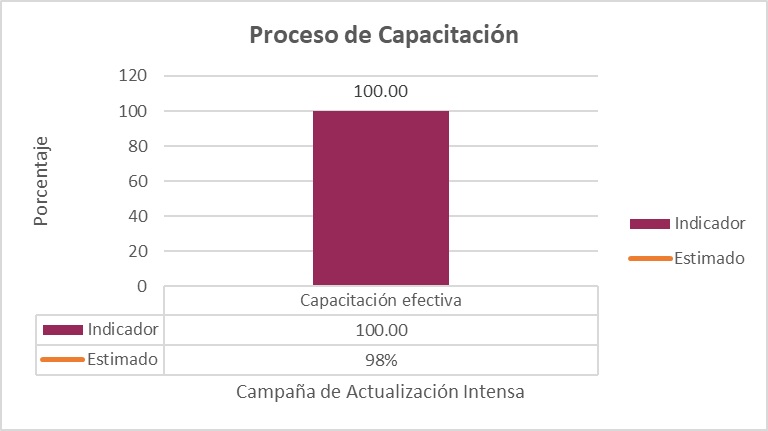 Proceso de Capacitación
Porcentaje
120
100
80
60
40
20
0
100.00
Capacitación efectiva
Indicador 100.00
Estimado 98%
Campaña de Actualización Intensa
Indicador
Estimado